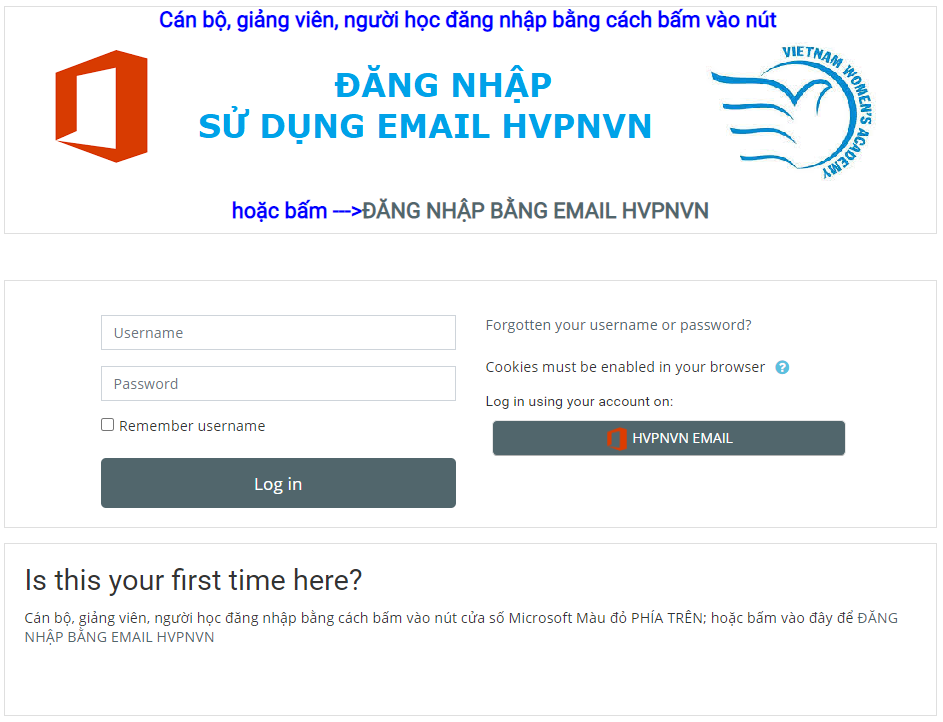 Cán bộ, giảng viên, người học đăng nhập bằng cách bấm vào nút
ĐĂNG NHẬP
SỬ DỤNG EMAIL HVPNVN
VIETNAM WOMEN'S ACADEMY
hoặc bấm --->ĐĂNG NHẬP BẰNG EMAIL HVPNVN
Username
Password
Remember username
Log in
Forgotten your username or password?
Cookies must be enabled in your browser ?
Log in using your account on:
HVPNVN EMAIL
Is this your first time here?
Cán bộ, giảng viên, người học đăng nhập bằng cách bấm vào nút cửa số Microsoft Màu đỏ PHÍA TRÊN; hoặc bấm vào đây để ĐĂNG
NHẬP BẰNG EMAIL HVPNVN